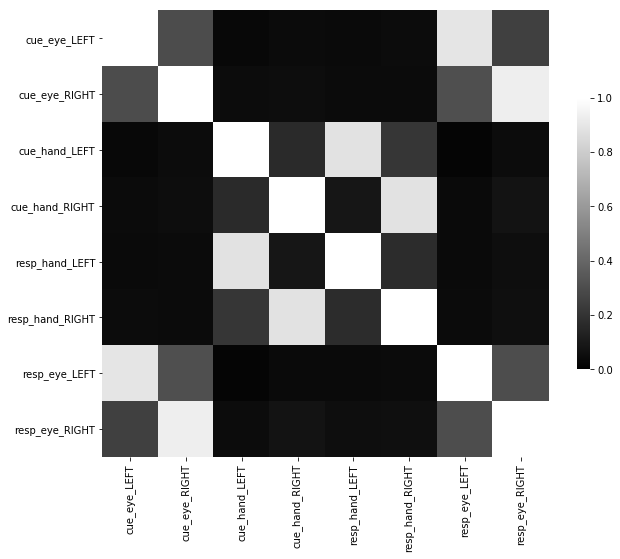 cue_eye_LEFT
cue_eye_RIGHT
cue_hand_LEFT
cue_hand_RIGHT
resp_hand_LEFT
resp_hand_RIGHT
resp_eye_LEFT
resp_eye_RIGHT
1.0
0.8
0.6
0.4
0.2
0.0
cue_eye_LEFT
cue_eye_RIGHT
cue_hand_LEFT
cue_hand_RIGHT
resp_hand_LEFT
resp_hand_RIGHT
resp_eye_LEFT
resp_eye_RIGHT